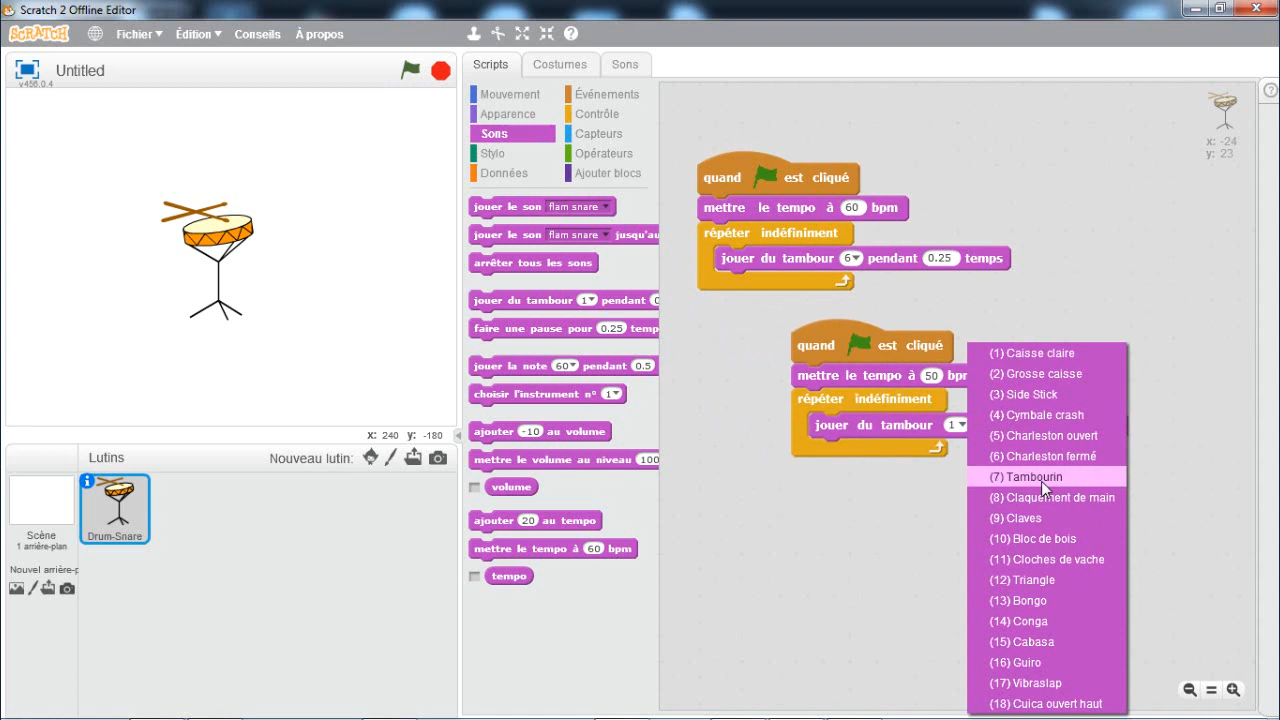 Scratch 2 Offline Editor
SCRATCH
Fichier
Édition
Conseils
À propos
Untitled
v456.0.4
x: 240 y: -180
Lutins
Nouveau lutin:
Scène
1 arrière-plan
Nouvel arrière-p
Drum-Snare
Scripts
Costumes
Sons
Mouvement
Événements
Apparence
Contrôle
Sons
Capteurs
Stylo
Opérateurs
Données
Ajouter blocs
jouer le son flam snare
jouer le son flam snare jusqu'au
arrêter tous les sons
jouer du tambour 1 pendant 0
faire une pause pour 0.25 temp
jouer la note 60 pendant 0.5
choisir l'instrument n° 1
ajouter -10 au volume
mettre le volume au niveau 100
volume
ajouter 20 au tempo
mettre le tempo à 60 bpm
tempo
quand est cliqué
mettre le tempo à 60 bpm
répéter indéfiniment
jouer du tambour 6 pendant 0.25 temps
quand est cliqué
mettre le tempo à 50 bpm
répéter indéfiniment
jouer du tambour 1
(1) Caisse claire
(2) Grosse caisse
(3) Side Stick
(4) Cymbale crash
(5) Charleston ouvert
(6) Charleston fermé
(7) Tambourin
(8) Claquement de main
(9) Claves
(10) Bloc de bois
(11) Cloches de vache
(12) Triangle
(13) Bongo
(14) Conga
(15) Cabasa
(16) Guiro
(17) Vibraslap
(18) Cuica ouvert haut
x: -24
y: 23